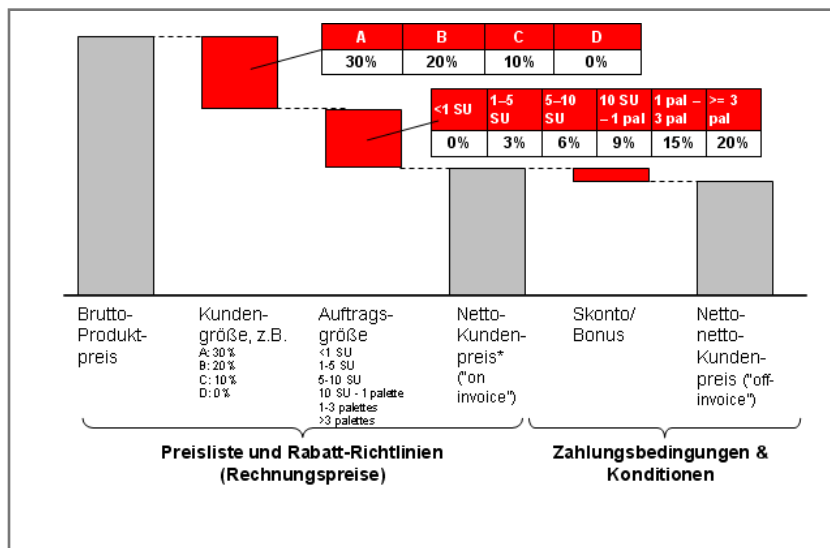 A B C D
30% 20% 10% 0%
<1 SU 1–5 SU 5–10 SU 10 SU – 1 pal 1 pal – 3 pal >= 3 pal
0% 3% 6% 9% 15% 20%
Brutto-
Produkt-
preis
Kunden-
größe, z.B.
A: 30%
B: 20%
C: 10%
D: 0%
Auftrags-
größe
<1 SU
1-5 SU
5-10 SU
10 SU - 1 palette
1-3 palettes
>3 palettes
Netto-
Kunden-
preis*
("on
invoice")
Skonto/
Bonus
Netto-
netto-
Kunden-
preis ("off-
invoice")
Preisliste und Rabatt-Richtlinien
(Rechnungspreise)
Zahlungsbedingungen &
Konditionen